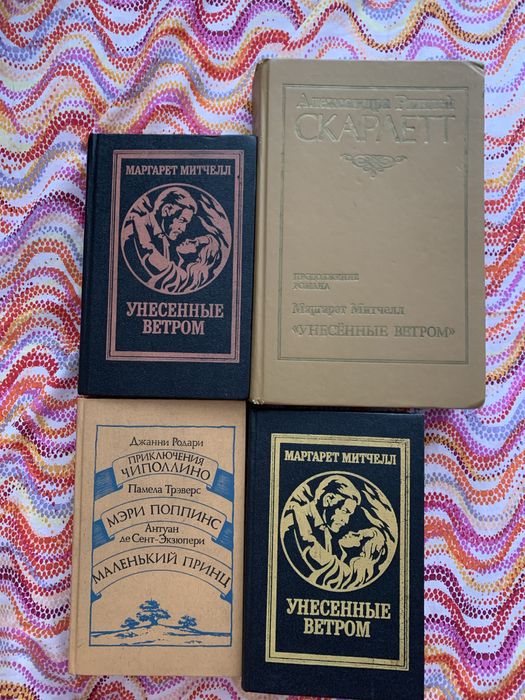 МАРГАРЕТ МИТЧЕЛЛ
УНЕСЕННЫЕ
ВЕТРОМ
Александра Риплей
СКАРЛЕТТ
ПРОДОЛЖЕНИЕ
РОМАНА
Маргарет Митчелл
«УНЕСЁННЫЕ ВЕТРОМ»
Джанни Родари
ПРИКЛЮЧЕНИЯ
ЧИПОЛЛИНО
Памела Трэверс
МЭРИ ПОППИНС
Антуан
де Сент-Экзюпери
МАЛЕНЬКИЙ ПРИНЦ
МАРГАРЕТ МИТЧЕЛЛ
УНЕСЕННЫЕ
ВЕТРОМ